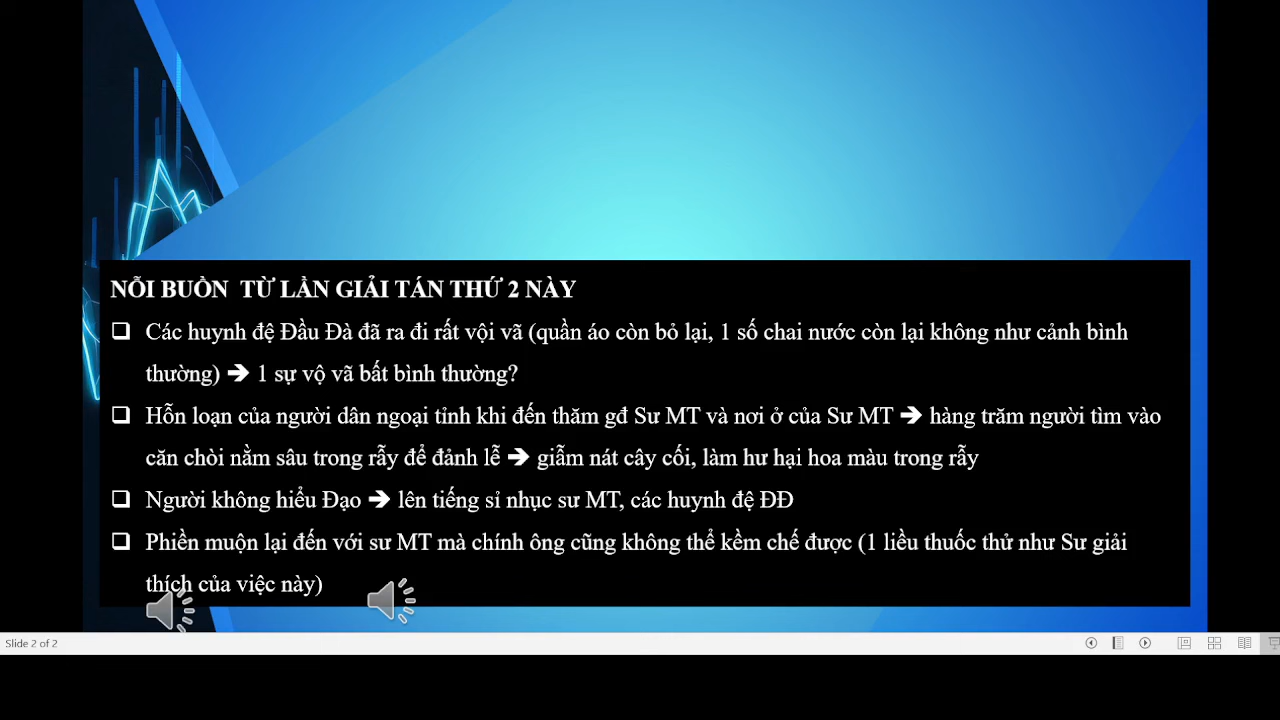 NỖI BUỒN TỪ LẦN GIẢI TÁN THỨ 2 NÀY
❑ Các huynh đệ Đầu Đà đã ra đi rất vội vã (quần áo còn bỏ lại, 1 số chai nước còn lại không như cảnh bình
thường) ➔ 1 sự vộ vã bất bình thường?
❑ Hỗn loạn của người dân ngoại tỉnh khi đến thăm gđ Sư MT và nơi ở của Sư MT ➔ hàng trăm người tìm vào
căn chòi nằm sâu trong rẫy để đảnh lễ ➔ giẫm nát cây cối, làm hư hại hoa màu trong rẫy
❑ Người không hiểu Đạo ➔ lên tiếng sỉ nhục sư MT, các huynh đệ ĐĐ
❑ Phiền muộn lại đến với sư MT mà chính ông cũng không thể kềm chế được (1 liều thuốc thử như Sư giải
thích của việc này)
Slide 2 of 2